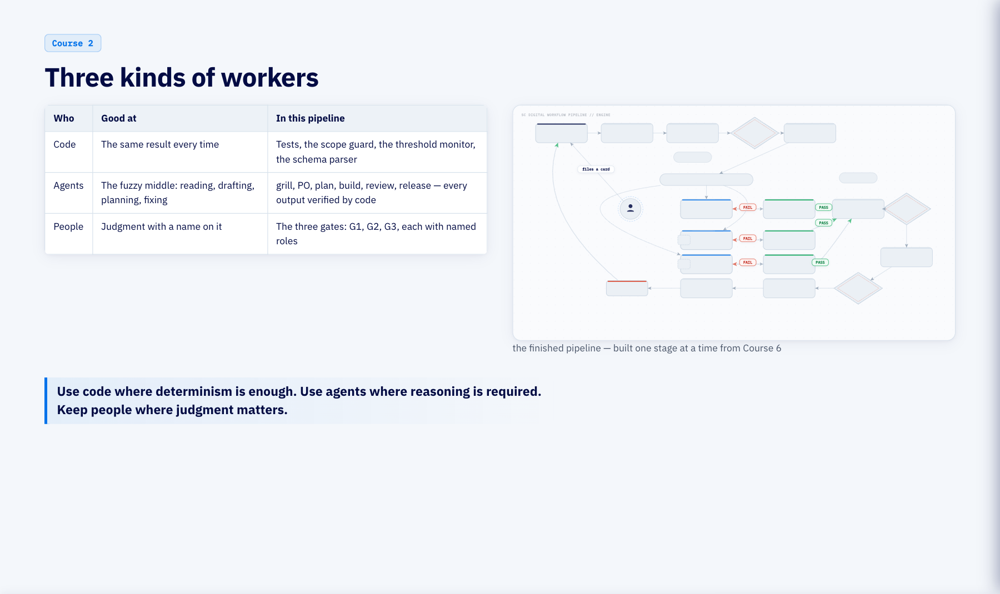 Course 2
Three kinds of workers
Who Good at In this pipeline
Code The same result every time Tests, the scope guard, the threshold monitor,
the schema parser
Agents The fuzzy middle: reading, drafting, grill, PO, plan, build, review, release — every
planning, fixing output verified by code
People Judgment with a name on it The three gates: G1, G2, G3, each with named
roles
SC DIGITAL WORKFLOW PIPELINE // ENGINE
files a card
FAIL PASS
PASS
FAIL
FAIL PASS
the finished pipeline — built one stage at a time from Course 6
Use code where determinism is enough. Use agents where reasoning is required.
Keep people where judgment matters.